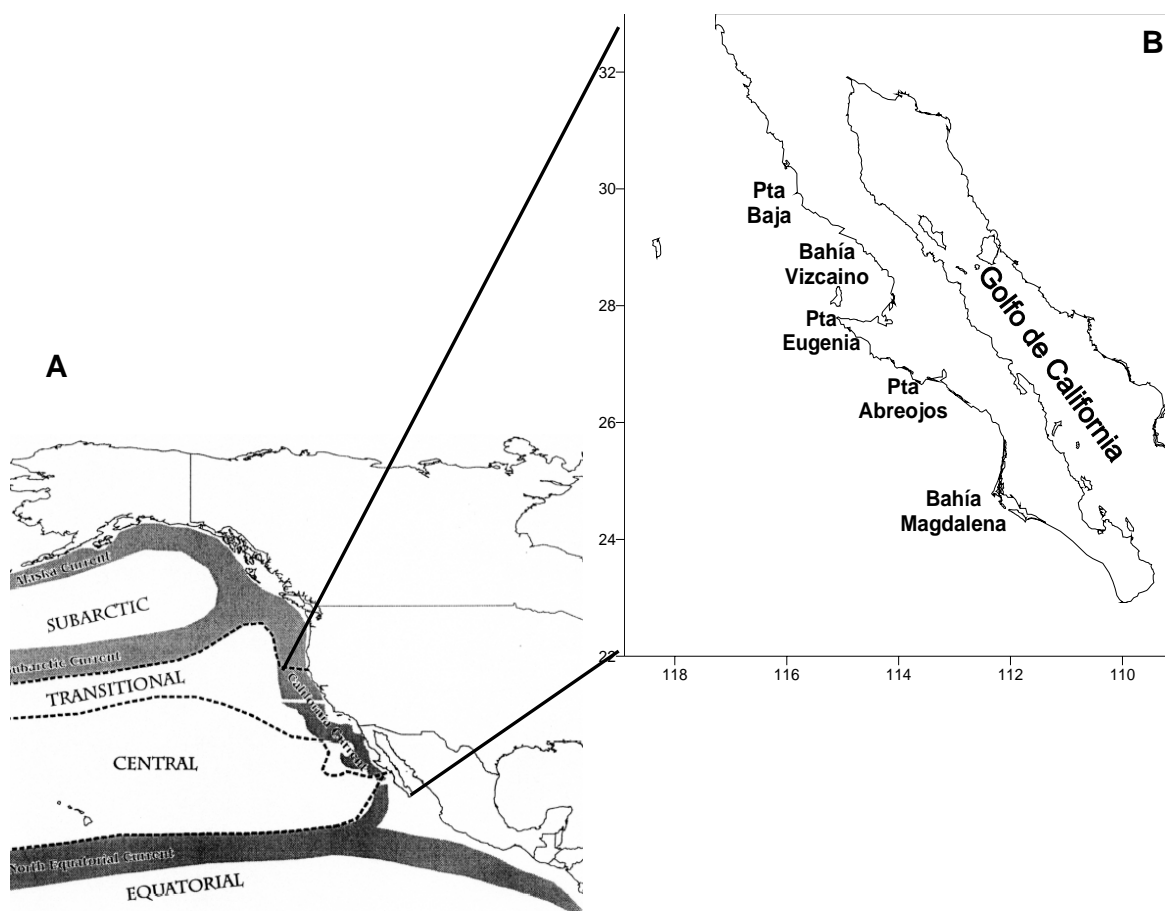 A
Alaska Current
SUBARCTIC
ubarctic Current
TRANSITIONAL
California Current
CENTRAL
North Equatorial Current
EQUATORIAL
B
32
30
28
26
24
22
118
116
114
112
110
Pta
Baja
Bahía
Vizcaino
Pta
Eugenia
Pta
Abreojos
Bahía
Magdalena
Golfo de California